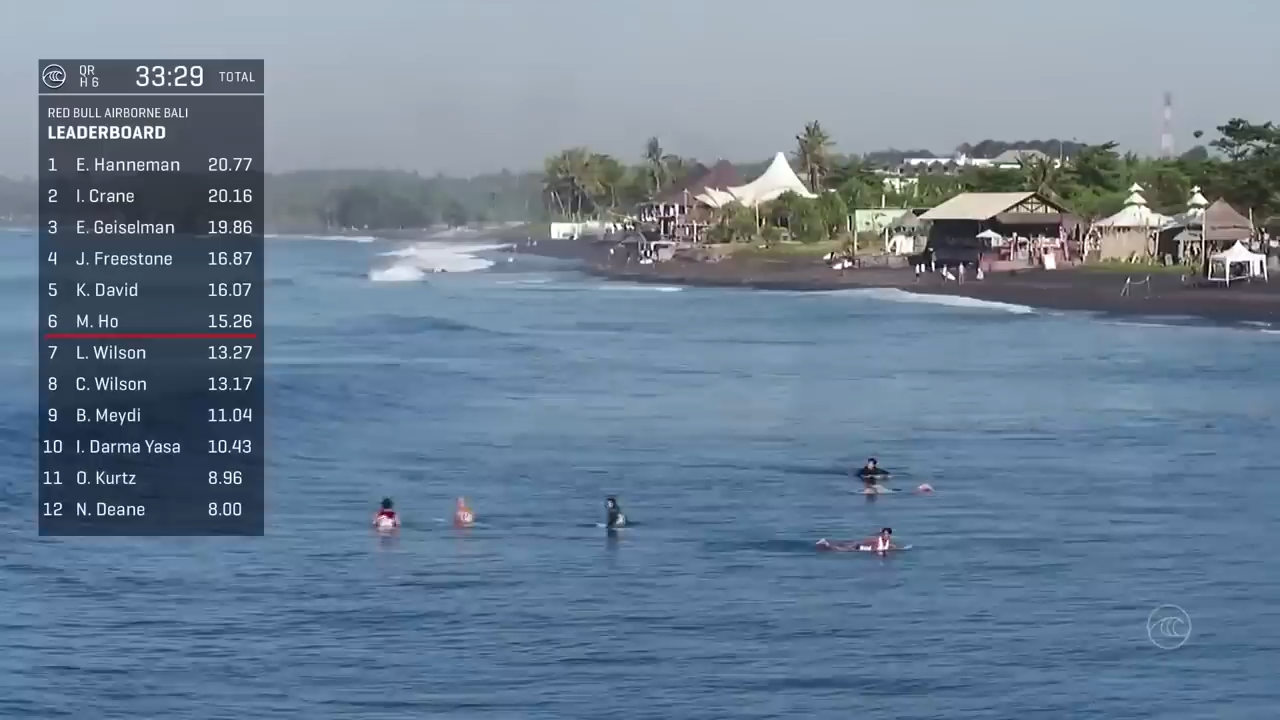 QR
H 6
33:29 TOTAL
RED BULL AIRBORNE BALI
LEADERBOARD
1 E. Hanneman 20.77
2 I. Crane 20.16
3 E. Geiselman 19.86
4 J. Freestone 16.87
5 K. David 16.07
6 M. Ho 15.26
7 L. Wilson 13.27
8 C. Wilson 13.17
9 B. Meydi 11.04
10 I. Darma Yasa 10.43
11 O. Kurtz 8.96
12 N. Deane 8.00